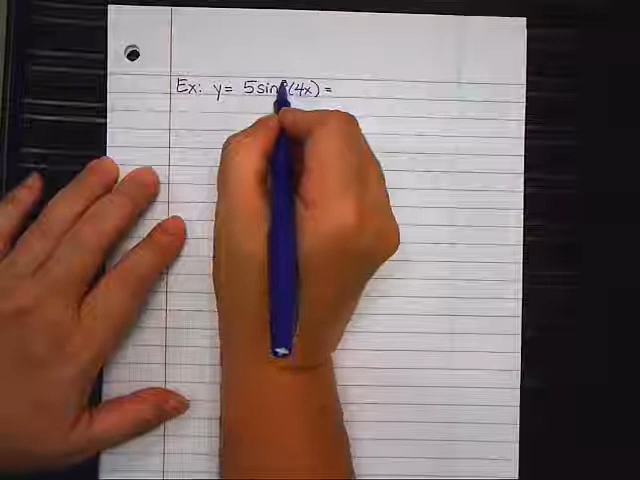 Ex: y= 5sin (4x) =